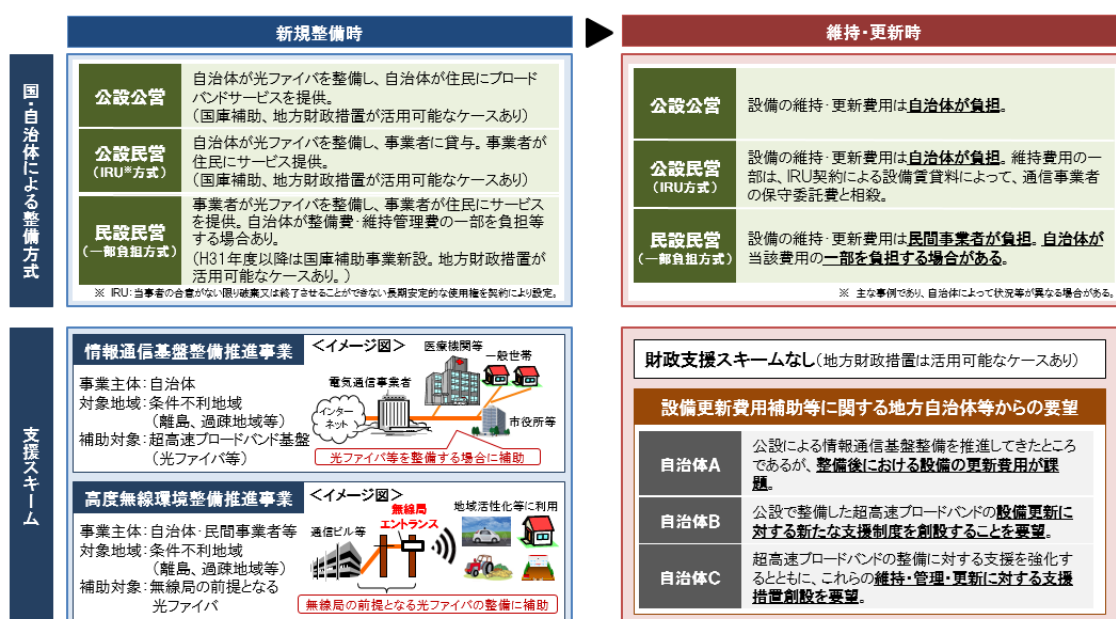 新規整備時
維持・更新時
国・自治体による整備方式
公設公営
自治体が光ファイバを整備し、自治体が住民にブロード
バンドサービスを提供。
（国庫補助、地方財政措置が活用可能なケースあり）
公設民営
（IRU※方式）
自治体が光ファイバを整備し、事業者に貸与。事業者が
住民にサービス提供。
（国庫補助、地方財政措置が活用可能なケースあり）
民設民営
（一部負担方式）
事業者が光ファイバを整備し、事業者が住民にサービス
を提供。自治体が整備費・維持管理費の一部を負担等
する場合あり。
（H31年度以降は国庫補助事業新設。地方財政措置が
活用可能なケースあり。）
※ IRU：当事者の合意がない限り破棄又は終了させることができない長期安定的な使用権を契約により設定。
公設公営
設備の維持・更新費用は自治体が負担。
公設民営
（IRU方式）
設備の維持・更新費用は自治体が負担。維持費用の一
部は、IRU契約による設備賃貸料によって、通信事業者
の保守委託費と相殺。
民設民営
（一部負担方式）
設備の維持・更新費用は民間事業者が負担。自治体が
当該費用の一部を負担する場合がある。
※ 主な事例であり、自治体によって状況等が異なる場合がある。
支援スキーム
情報通信基盤整備推進事業
＜イメージ図＞
事業主体：自治体
対象地域：条件不利地域
（離島、過疎地域等）
補助対象：超高速ブロードバンド基盤
（光ファイバ等）
医療機関等
一般世帯
電気通信事業者
インター
ネット
市役所等
光ファイバ等を整備する場合に補助
高度無線環境整備推進事業
＜イメージ図＞
事業主体：自治体・民間事業者等
対象地域：条件不利地域
（離島、過疎地域等）
補助対象：無線局の前提となる
光ファイバ
通信ビル等
無線局
エントランス
地域活性化等に利用
無線局の前提となる光ファイバの整備に補助
財政支援スキームなし（地方財政措置は活用可能なケースあり）
設備更新費用補助等に関する地方自治体等からの要望
自治体A
公設による情報通信基盤整備を推進してきたところ
であるが、整備後における設備の更新費用が課
題。
自治体B
公設で整備した超高速ブロードバンドの設備更新に
対する新たな支援制度を創設することを要望。
自治体C
超高速ブロードバンドの整備に対する支援を強化す
るとともに、これらの維持・管理・更新に対する支援
措置創設を要望。